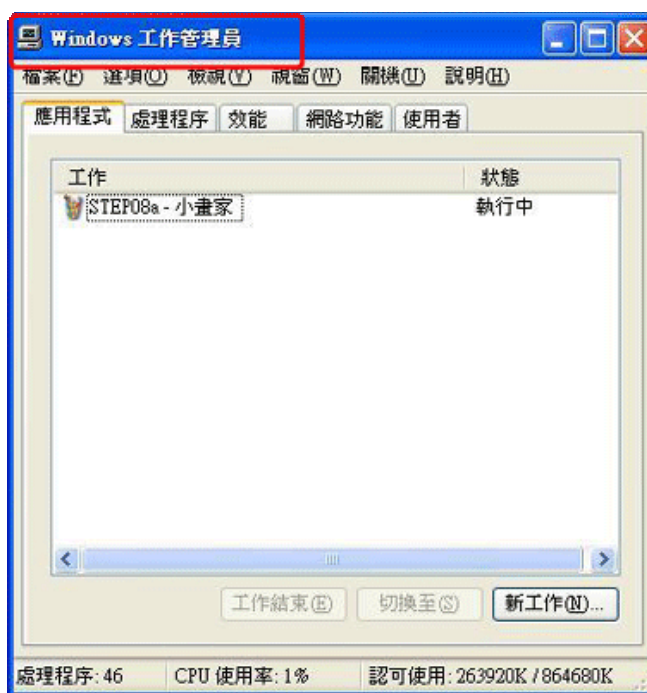 Windows 工作管理員
檔案(F) 選項(O) 檢視(V) 視窗(W) 關機(U) 說明(H)
應用程式 處理程序 效能 網路功能 使用者
工作 狀態
STEP08a - 小畫家 執行中
工作結束(E) 切換至(S) 新工作(N)...
處理程序: 46 CPU 使用率: 1% 認可使用: 263920K / 864680K